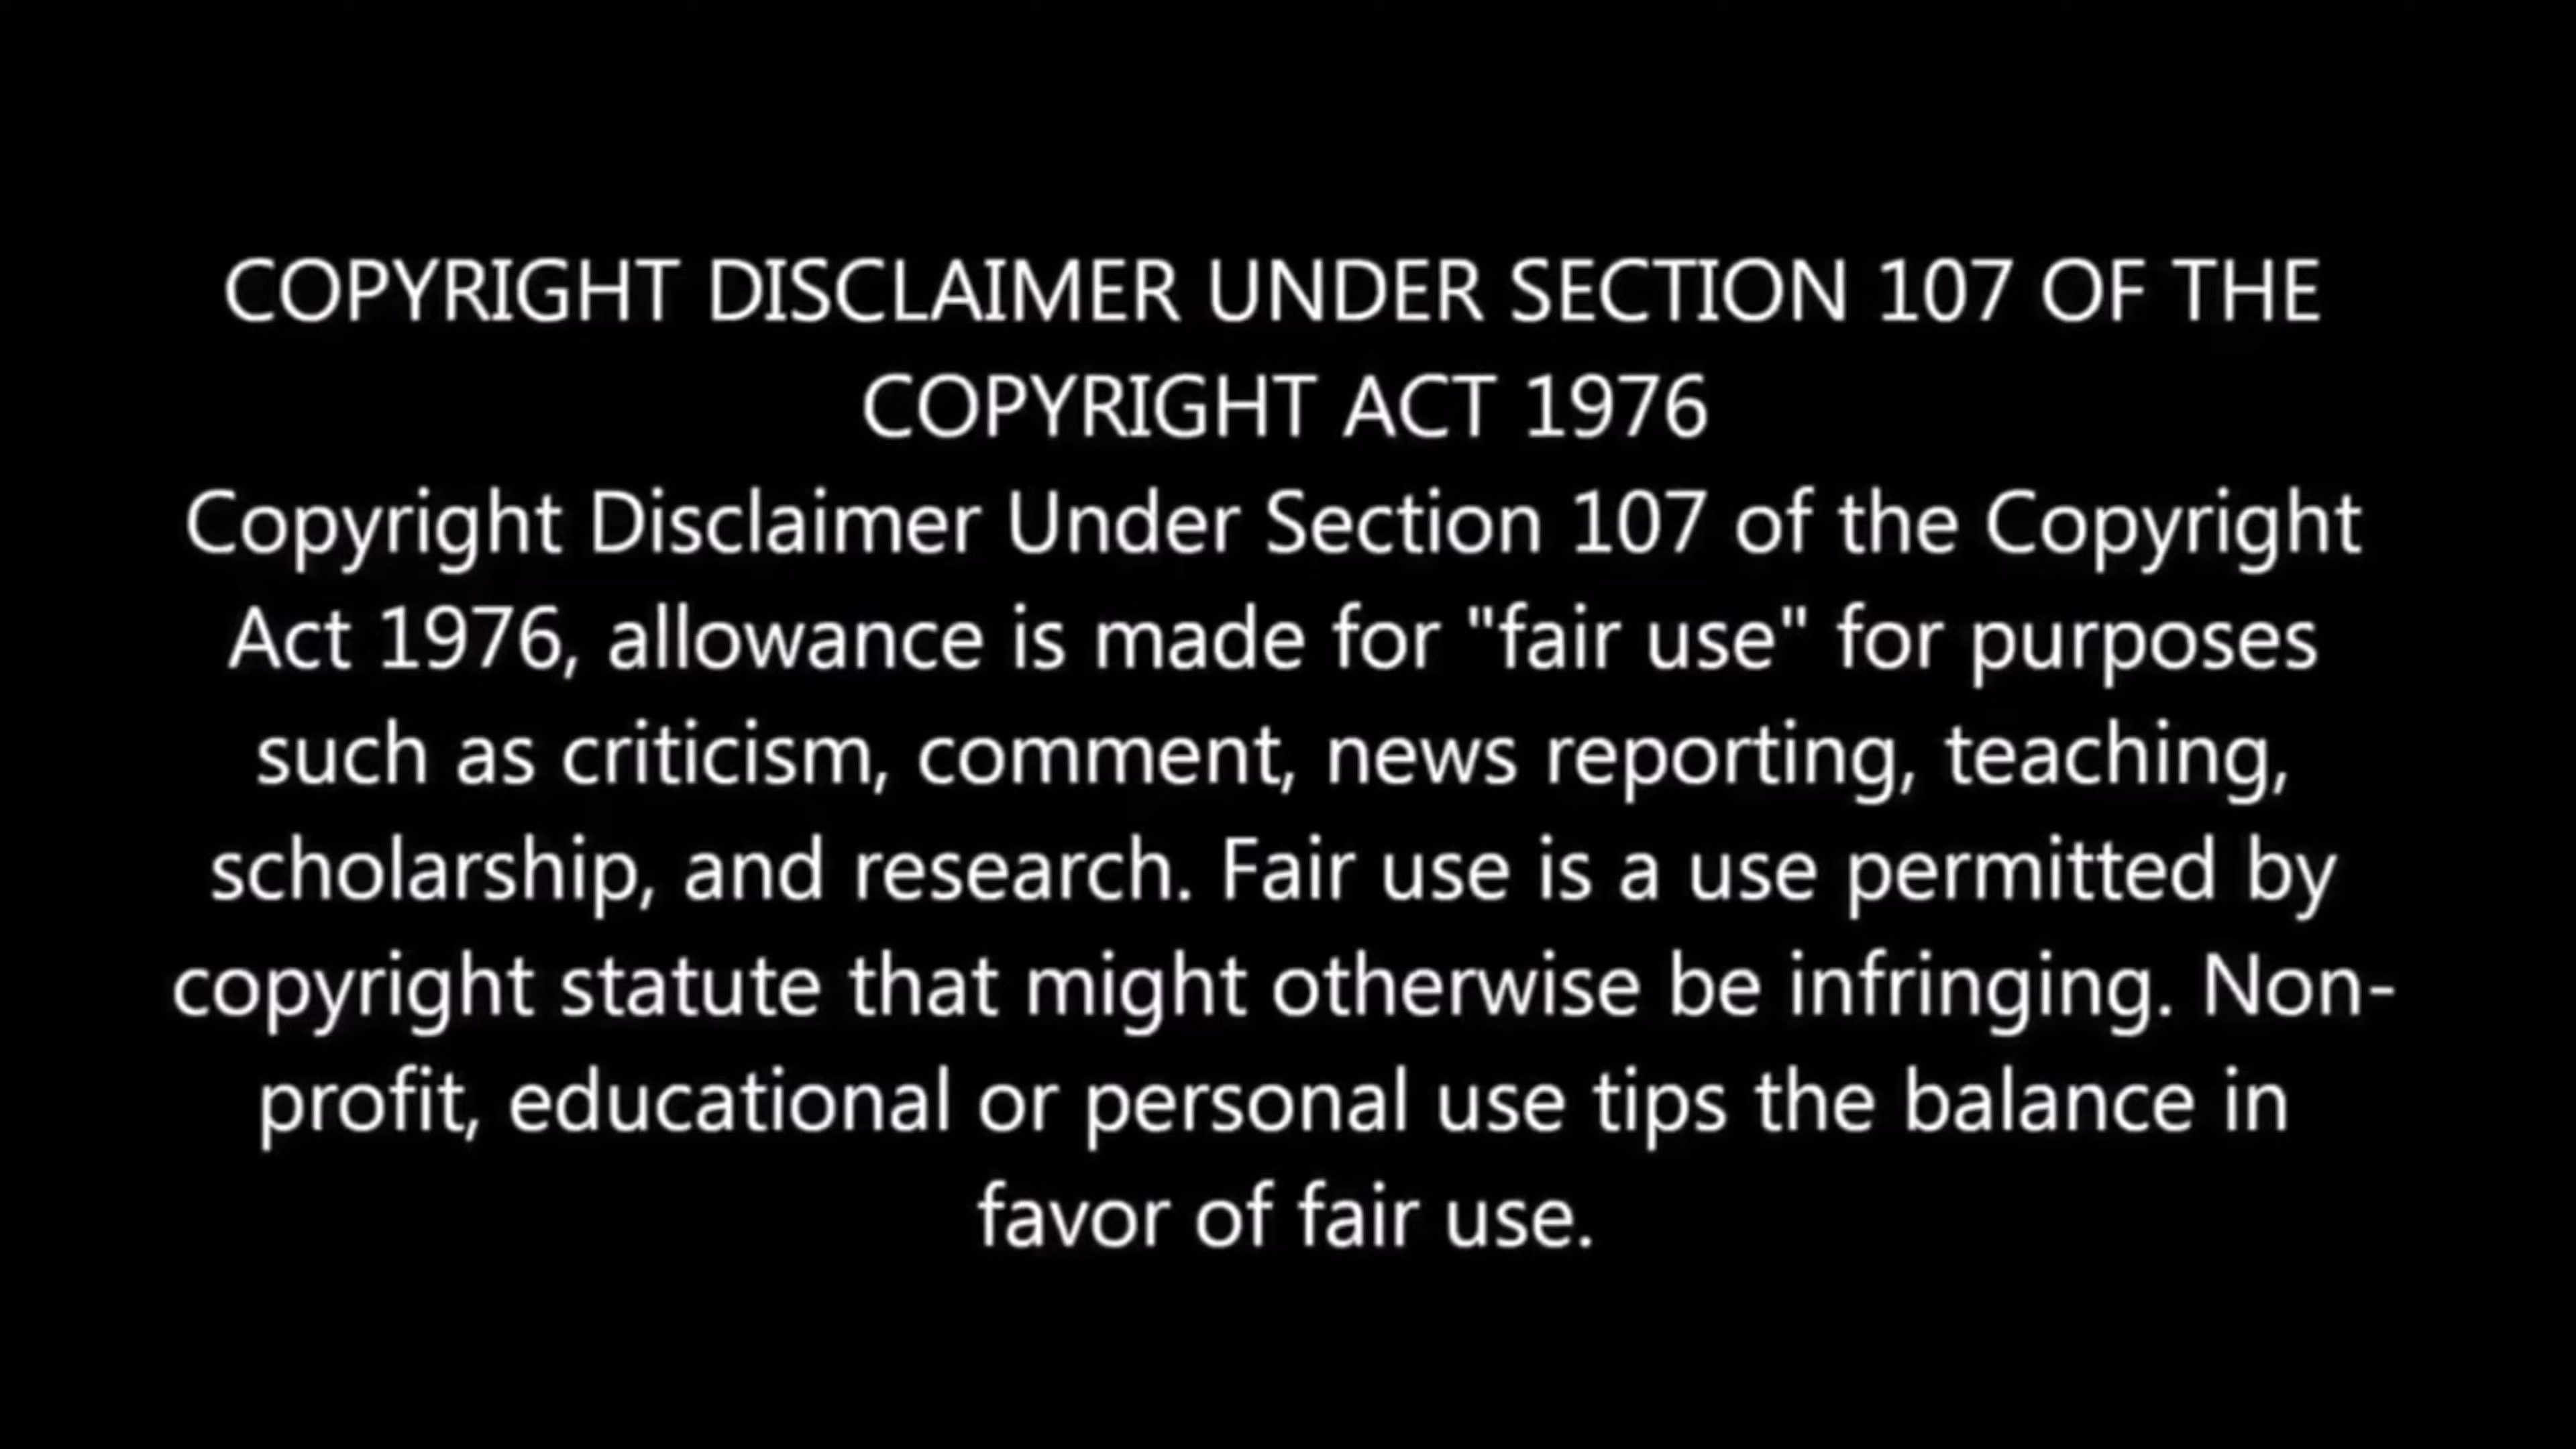 COPYRIGHT DISCLAIMER UNDER SECTION 107 OF THE
COPYRIGHT ACT 1976
Copyright Disclaimer Under Section 107 of the Copyright
Act 1976, allowance is made for "fair use" for purposes
such as criticism, comment, news reporting, teaching,
scholarship, and research. Fair use is a use permitted by
copyright statute that might otherwise be infringing. Non-
profit, educational or personal use tips the balance in
favor of fair use.